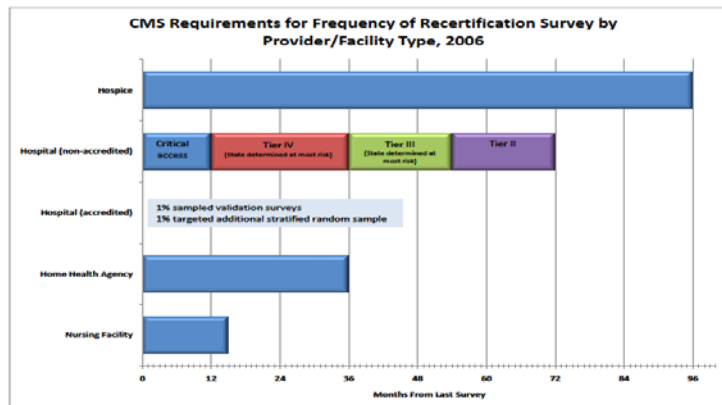 CMS Requirements for Frequency of Recertification Survey by
Provider/Facility Type, 2006
Hospice
Hospital (non-accredited)
Critical
access
Tier IV
(State determined at most risk)
Tier III
(State determined at most risk)
Tier II
Hospital (accredited)
1% sampled validation surveys
1% targeted additional stratified random sample
Home Health Agency
Nursing Facility
0 12 24 36 48 60 72 84 96
Months From Last Survey